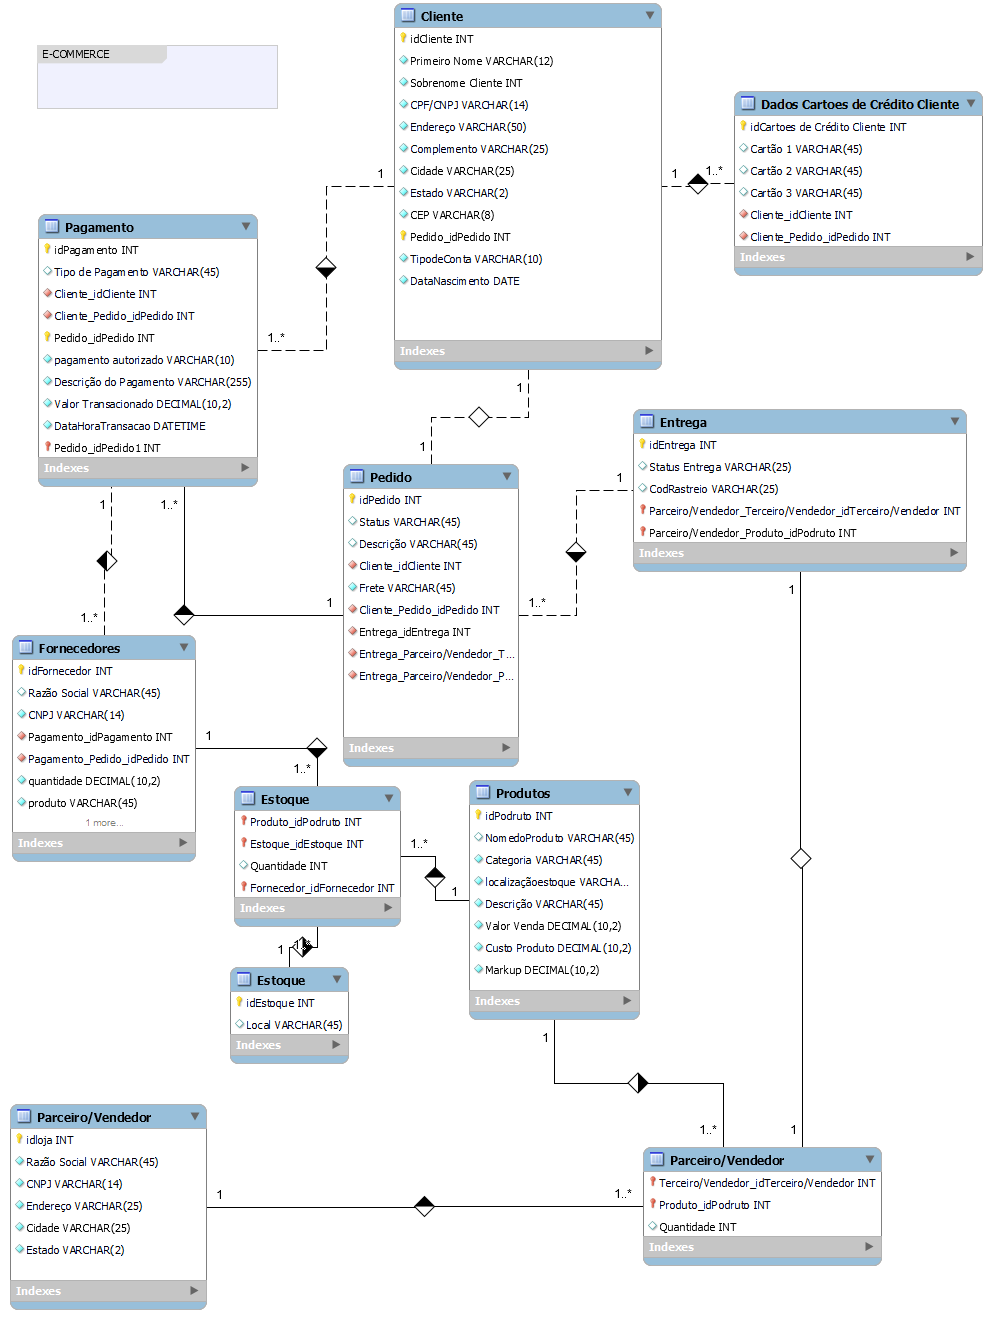 E-COMMERCE
Cliente
idCliente INT
Primeiro Nome VARCHAR(12)
Sobrenome Cliente INT
CPF/CNPJ VARCHAR(14)
Endereço VARCHAR(50)
Complemento VARCHAR(25)
Cidade VARCHAR(25)
Estado VARCHAR(2)
CEP VARCHAR(8)
Pedido_idPedido INT
TipodeConta VARCHAR(10)
DataNascimento DATE
Indexes
Dados Cartoes de Crédito Cliente
idCartoes de Crédito Cliente INT
Cartão 1 VARCHAR(45)
Cartão 2 VARCHAR(45)
Cartão 3 VARCHAR(45)
Cliente_idCliente INT
Cliente_Pedido_idPedido INT
Indexes
1
1..*
1
1..*
Pagamento
idPagamento INT
Tipo de Pagamento VARCHAR(45)
Cliente_idCliente INT
Cliente_Pedido_idPedido INT
Pedido_idPedido INT
pagamento autorizado VARCHAR(10)
Descrição do Pagamento VARCHAR(255)
Valor Transacionado DECIMAL(10,2)
DataHoraTransacao DATETIME
Pedido_idPedido1 INT
Indexes
1
1
Pedido
idPedido INT
Status VARCHAR(45)
Descrição VARCHAR(45)
Cliente_idCliente INT
Frete VARCHAR(45)
Cliente_Pedido_idPedido INT
Entrega_idEntrega INT
Entrega_Parceiro/Vendedor_T...
Entrega_Parceiro/Vendedor_P...
Indexes
Entrega
idEntrega INT
Status Entrega VARCHAR(25)
CodRastreio VARCHAR(25)
Parceiro/Vendedor_Terceiro/Vendedor_idTerceiro/Vendedor INT
Parceiro/Vendedor_Produto_idPodruto INT
Indexes
1
1..*
1
1..*
1
1..*
1
1
Fornecedores
idFornecedor INT
Razão Social VARCHAR(45)
CNPJ VARCHAR(14)
Pagamento_idPagamento INT
Pagamento_Pedido_idPedido INT
quantidade DECIMAL(10,2)
produto VARCHAR(45)
1 more...
Indexes
1
1..*
Estoque
Produto_idPodruto INT
Estoque_idEstoque INT
Quantidade INT
Fornecedor_idFornecedor INT
Indexes
1..*
1
Produtos
idPodruto INT
NomedoProduto VARCHAR(45)
Categoria VARCHAR(45)
localizaçãoestoque VARCHA...
Descrição VARCHAR(45)
Valor Venda DECIMAL(10,2)
Custo Produto DECIMAL(10,2)
Markup DECIMAL(10,2)
Indexes
1
1..*
Estoque
idEstoque INT
Local VARCHAR(45)
Indexes
1
1..*
Parceiro/Vendedor
idloja INT
Razão Social VARCHAR(45)
CNPJ VARCHAR(14)
Endereço VARCHAR(25)
Cidade VARCHAR(25)
Estado VARCHAR(2)
Indexes
1
1..*
Parceiro/Vendedor
Terceiro/Vendedor_idTerceiro/Vendedor INT
Produto_idPodruto INT
Quantidade INT
Indexes